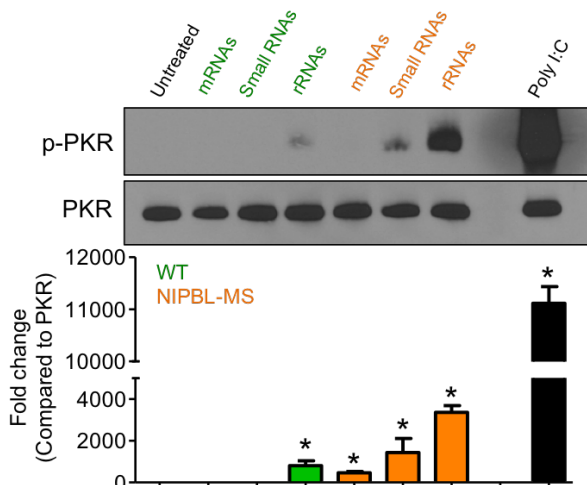 Untreated
mRNAs
Small RNAs
rRNAs
mRNAs
Small RNAs
rRNAs
Poly I:C
p-PKR
PKR
WT
NIPBL-MS
Fold change
(Compared to PKR)
12000
11000
10000
4000
2000
0
* * * * *